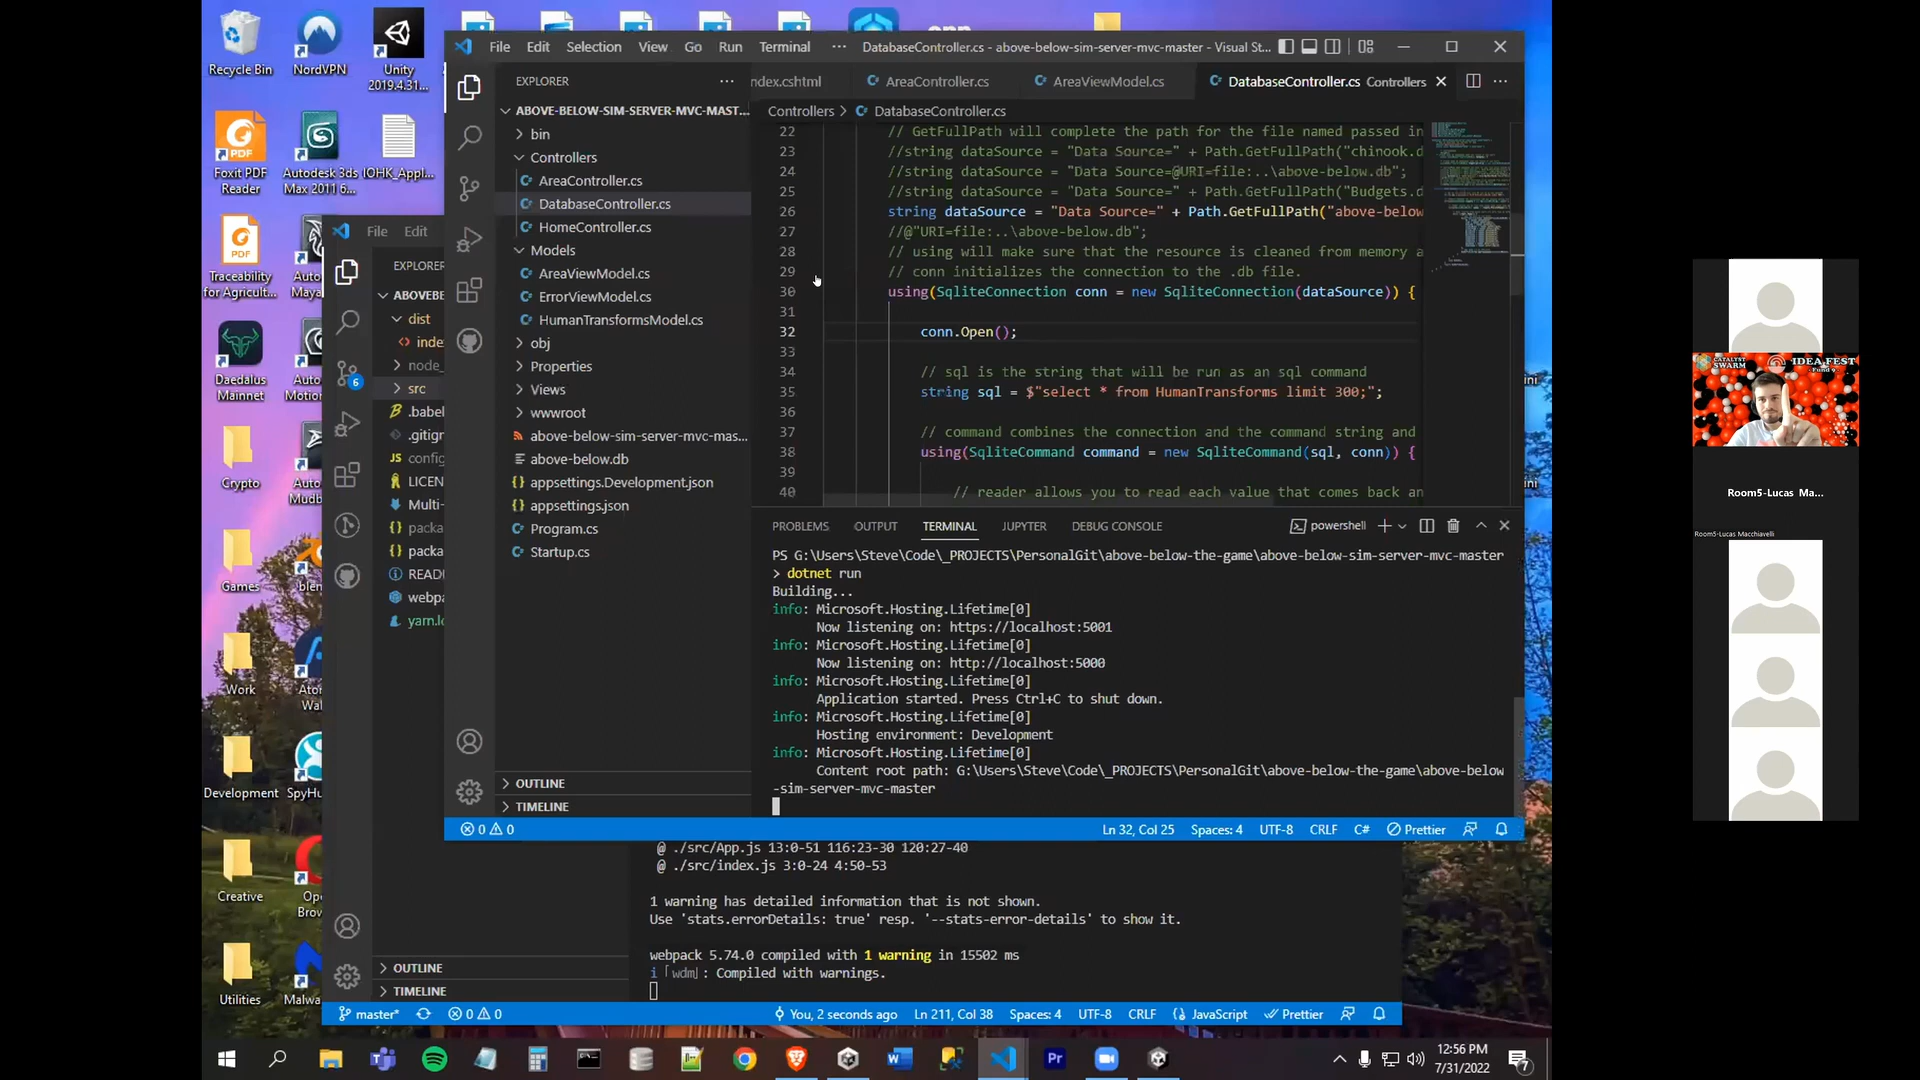 Recycle Bin
NordVPN
Unity
2019.4.31...
Foxit PDF
Reader
Autodesk 3ds
Max 2011 6...
IOHK_Appl...
Traceability
for Agricult...
Daedalus
Mainnet
Crypto
Games
Work
Development
Creative
Utilities
File
Edit
EXPLORER
dist
src
LICEN
Multi-
READ
webpa
yarn.lo
OUTLINE
TIMELINE
File Edit Selection View Go Run Terminal ···
DatabaseController.cs - above-below-sim-server-mvc-master - Visual St...
EXPLORER
ABOVE-BELOW-SIM-SERVER-MVC-MAST...
bin
Controllers
AreaController.cs
DatabaseController.cs
HomeController.cs
Models
AreaViewModel.cs
ErrorViewModel.cs
HumanTransformsModel.cs
obj
Properties
Views
wwwroot
above-below-sim-server-mvc-mas...
above-below.db
appsettings.Development.json
appsettings.json
Program.cs
Startup.cs
OUTLINE
TIMELINE
ndex.cshtml
AreaController.cs
AreaViewModel.cs
DatabaseController.cs Controllers
Controllers > DatabaseController.cs
22 // GetFullPath will complete the path for the file named passed in
23 //string dataSource = "Data Source=" + Path.GetFullPath("chinook.d
24 //string dataSource = "Data Source=@URI=file:..\above-below.db";
25 //string dataSource = "Data Source=" + Path.GetFullPath("Budgets.d
26 string dataSource = "Data Source=" + Path.GetFullPath("above-below
27 //@"URI=file:..\above-below.db";
28 // using will make sure that the resource is cleaned from memory a
29 // conn initializes the connection to the .db file.
30 using(SqliteConnection conn = new SqliteConnection(dataSource)) {
31
32 conn.Open();
33
34 // sql is the string that will be run as an sql command
35 string sql = $"select * from HumanTransforms limit 300;";
36
37 // command combines the connection and the command string and
38 using(SqliteCommand command = new SqliteCommand(sql, conn)) {
39
40 // reader allows you to read each value that comes back an
PROBLEMS OUTPUT TERMINAL JUPYTER DEBUG CONSOLE
powershell
PS G:\Users\Steve\Code\_PROJECTS\PersonalGit\above-below-the-game\above-below-sim-server-mvc-master
> dotnet run
Building...
info: Microsoft.Hosting.Lifetime[0]
Now listening on: https://localhost:5001
info: Microsoft.Hosting.Lifetime[0]
Now listening on: http://localhost:5000
info: Microsoft.Hosting.Lifetime[0]
Application started. Press Ctrl+C to shut down.
info: Microsoft.Hosting.Lifetime[0]
Hosting environment: Development
info: Microsoft.Hosting.Lifetime[0]
Content root path: G:\Users\Steve\Code\_PROJECTS\PersonalGit\above-below-the-game\above-below
-sim-server-mvc-master
0 0
Ln 32, Col 25 Spaces: 4 UTF-8 CRLF C# Prettier
@ ./src/App.js 13:0-51 116:23-30 120:27-40
@ ./src/index.js 3:0-24 4:50-53
1 warning has detailed information that is not shown.
Use 'stats.errorDetails: true' resp. '--stats-error-details' to show it.
webpack 5.74.0 compiled with 1 warning in 15502 ms
i ｢wdm｣: Compiled with warnings.
master* 0 0
You, 2 seconds ago Ln 211, Col 38 Spaces: 4 UTF-8 CRLF JavaScript Prettier
12:56 PM
7/31/2022
7
CATALYST
SWARM
IDEA FEST
Fund 9
Room5-Lucas Ma...
Room5-Lucas Macchiavelli